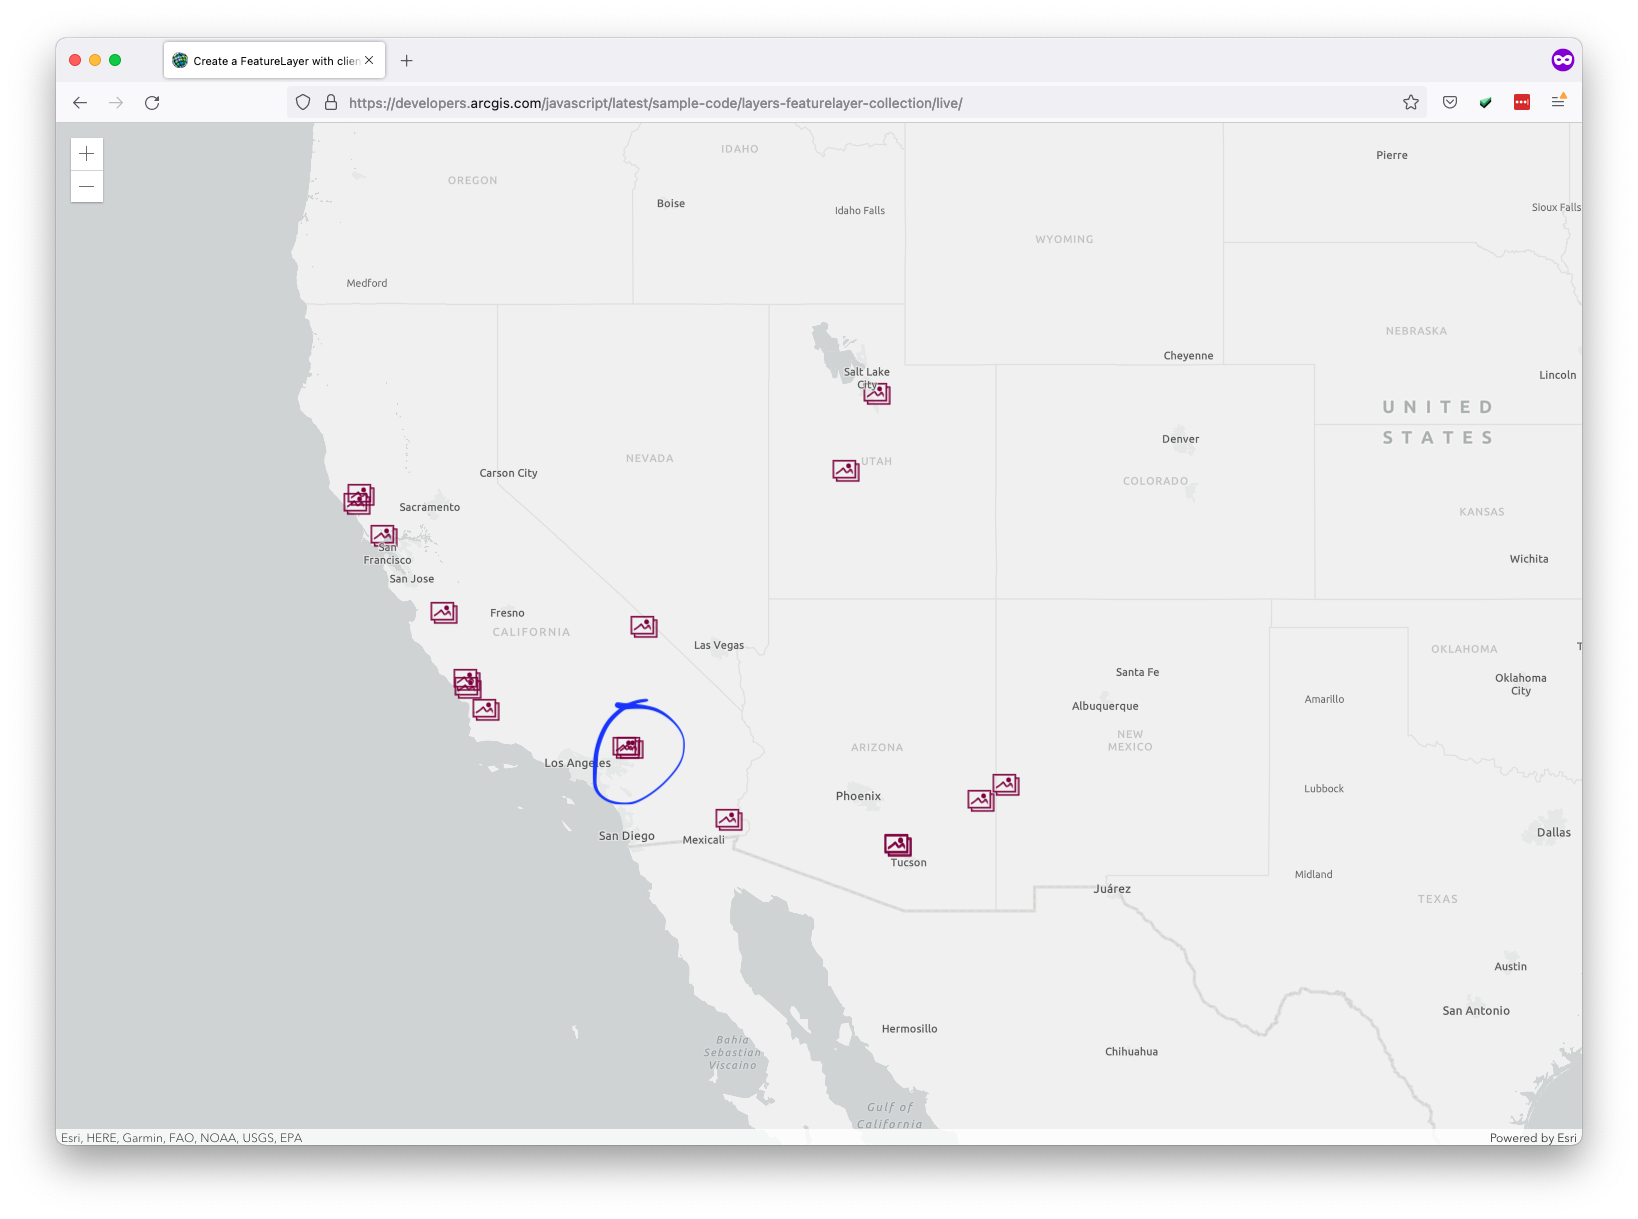 Create a FeatureLayer with clien
https://developers.arcgis.com/javascript/latest/sample-code/layers-featurelayer-collection/live/
IDAHO
Pierre
OREGON
Boise
Idaho Falls
Sioux Falls
WYOMING
Medford
NEBRASKA
Cheyenne
Salt Lake
City
Lincoln
UNITED
STATES
Denver
NEVADA
UTAH
Carson City
COLORADO
Sacramento
KANSAS
San
Francisco
Wichita
San Jose
Fresno
CALIFORNIA
Las Vegas
OKLAHOMA
T
Santa Fe
Oklahoma
City
Amarillo
Albuquerque
NEW
MEXICO
ARIZONA
Los Angeles
Phoenix
Lubbock
San Diego
Mexicali
Dallas
Tucson
Midland
Juárez
TEXAS
Austin
San Antonio
Hermosillo
Bahia
Sebastian
Viscaino
Chihuahua
Gulf of
California
Esri, HERE, Garmin, FAO, NOAA, USGS, EPA
Powered by Esri